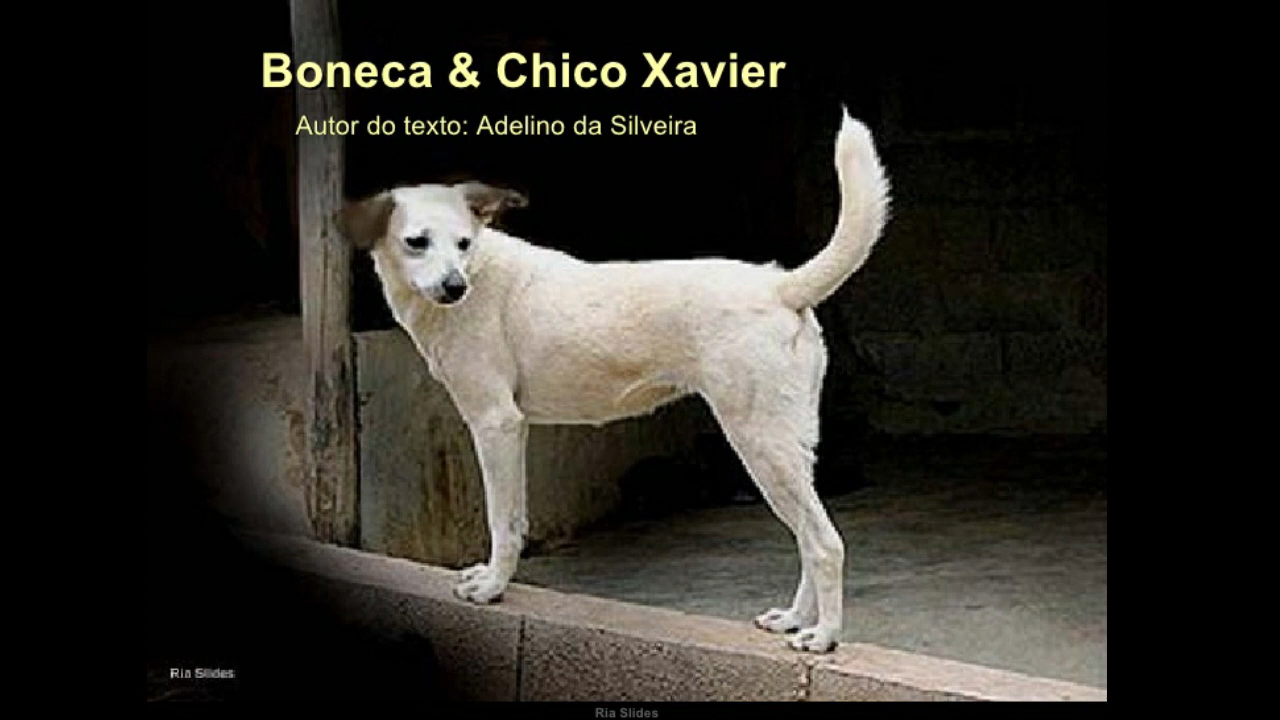 Boneca & Chico Xavier
Autor do texto: Adelino da Silveira
Ria Slides
Ria Slides